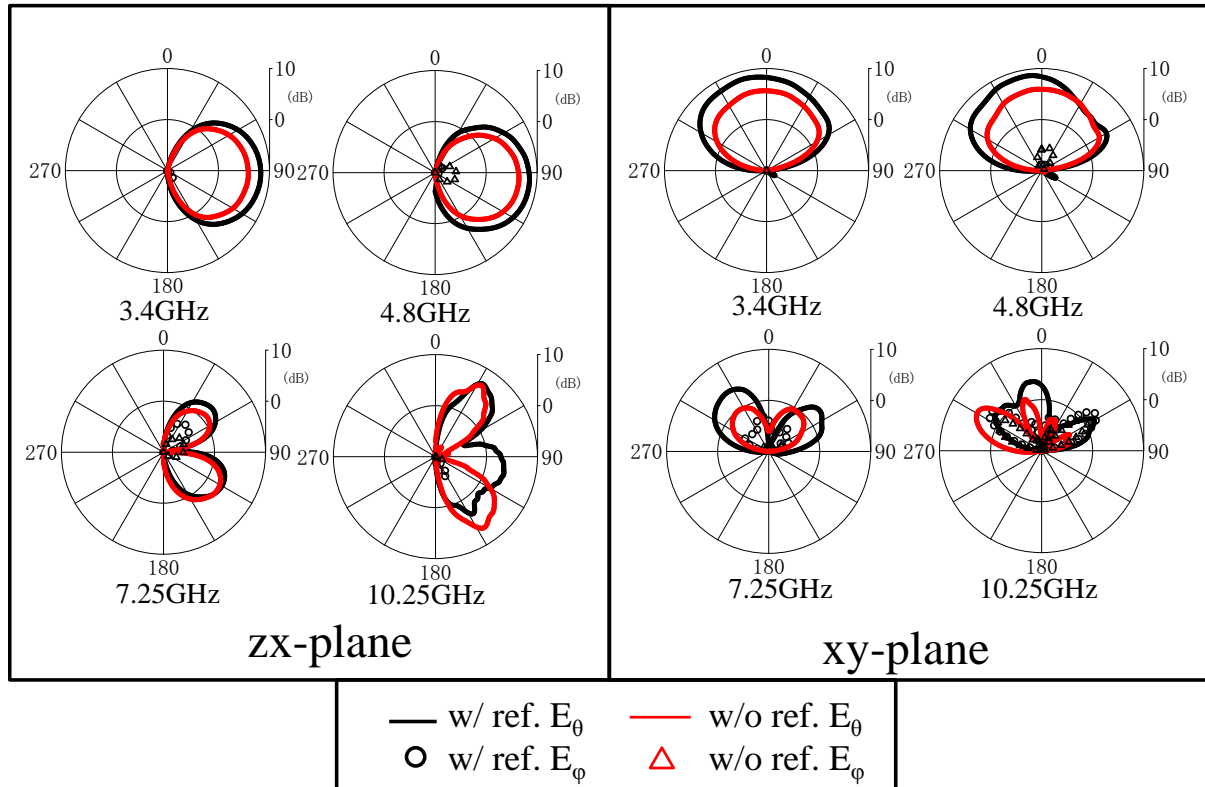 0
10
(dB)
0
270
90
180
3.4GHz
0
10
(dB)
0
270
90
180
4.8GHz
0
10
(dB)
0
270
90
180
7.25GHz
0
10
(dB)
0
270
90
180
10.25GHz
zx-plane
0
10
(dB)
0
270
90
180
3.4GHz
0
10
(dB)
0
270
90
180
4.8GHz
0
10
(dB)
0
270
90
180
7.25GHz
0
10
(dB)
0
270
90
180
10.25GHz
xy-plane
w/ ref. Eθ
w/o ref. Eθ
w/ ref. Eφ
w/o ref. Eφ